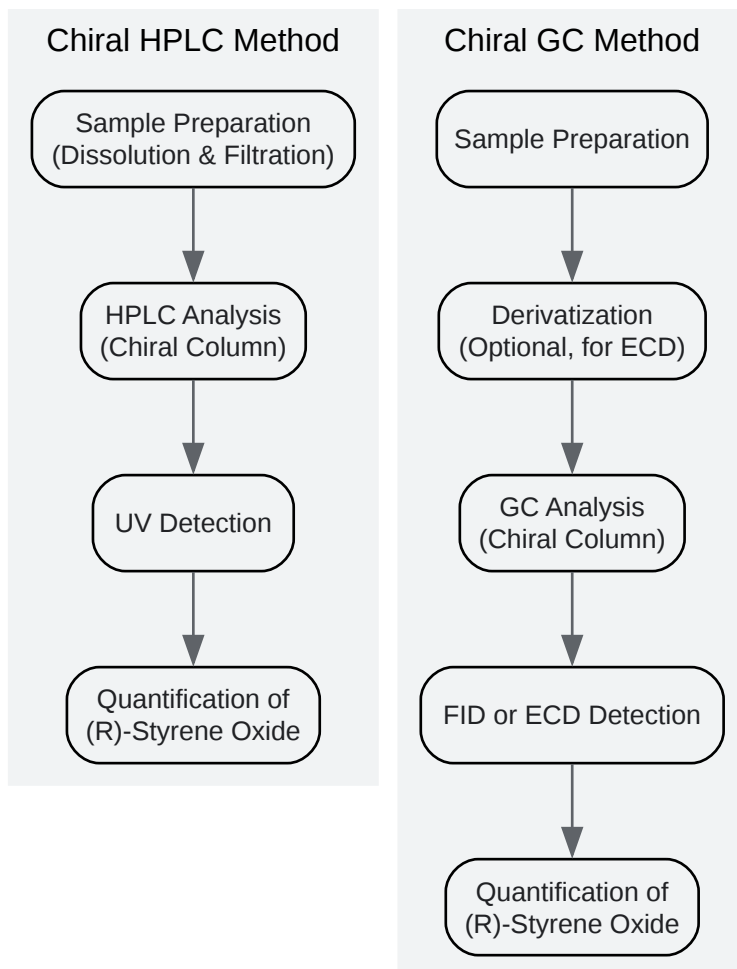 Chiral HPLC Method
Sample Preparation
(Dissolution & Filtration)
HPLC Analysis
(Chiral Column)
UV Detection
Quantification of
(R)-Styrene Oxide
Chiral GC Method
Sample Preparation
Derivatization
(Optional, for ECD)
GC Analysis
(Chiral Column)
FID or ECD Detection
Quantification of
(R)-Styrene Oxide